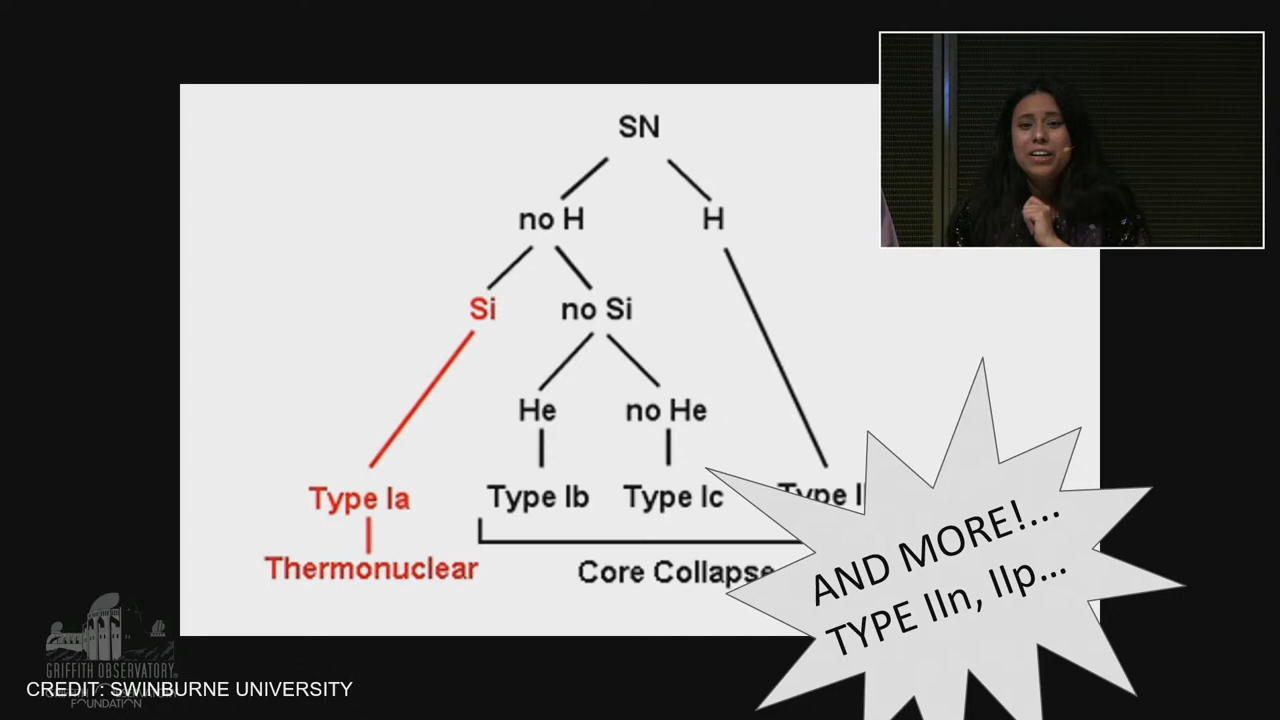 SN
no H H
Si no Si
He no He
Type Ia Type Ib Type Ic Type I
Thermonuclear Core Collapse
AND MORE!...
TYPE IIn, IIp...
GRIFFITH OBSERVATORY
CREDIT: SWINBURNE UNIVERSITY
FOUNDATION